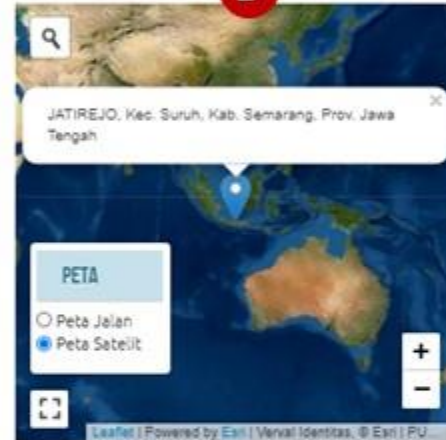 JATIREJO, Kec. Suruh, Kab. Semarang, Prov. Jawa
Tengah
PETA
Peta Jalan
Peta Satelit
+
−
Leaflet | Powered by Esri | Verval Identitas, © Esri | PU